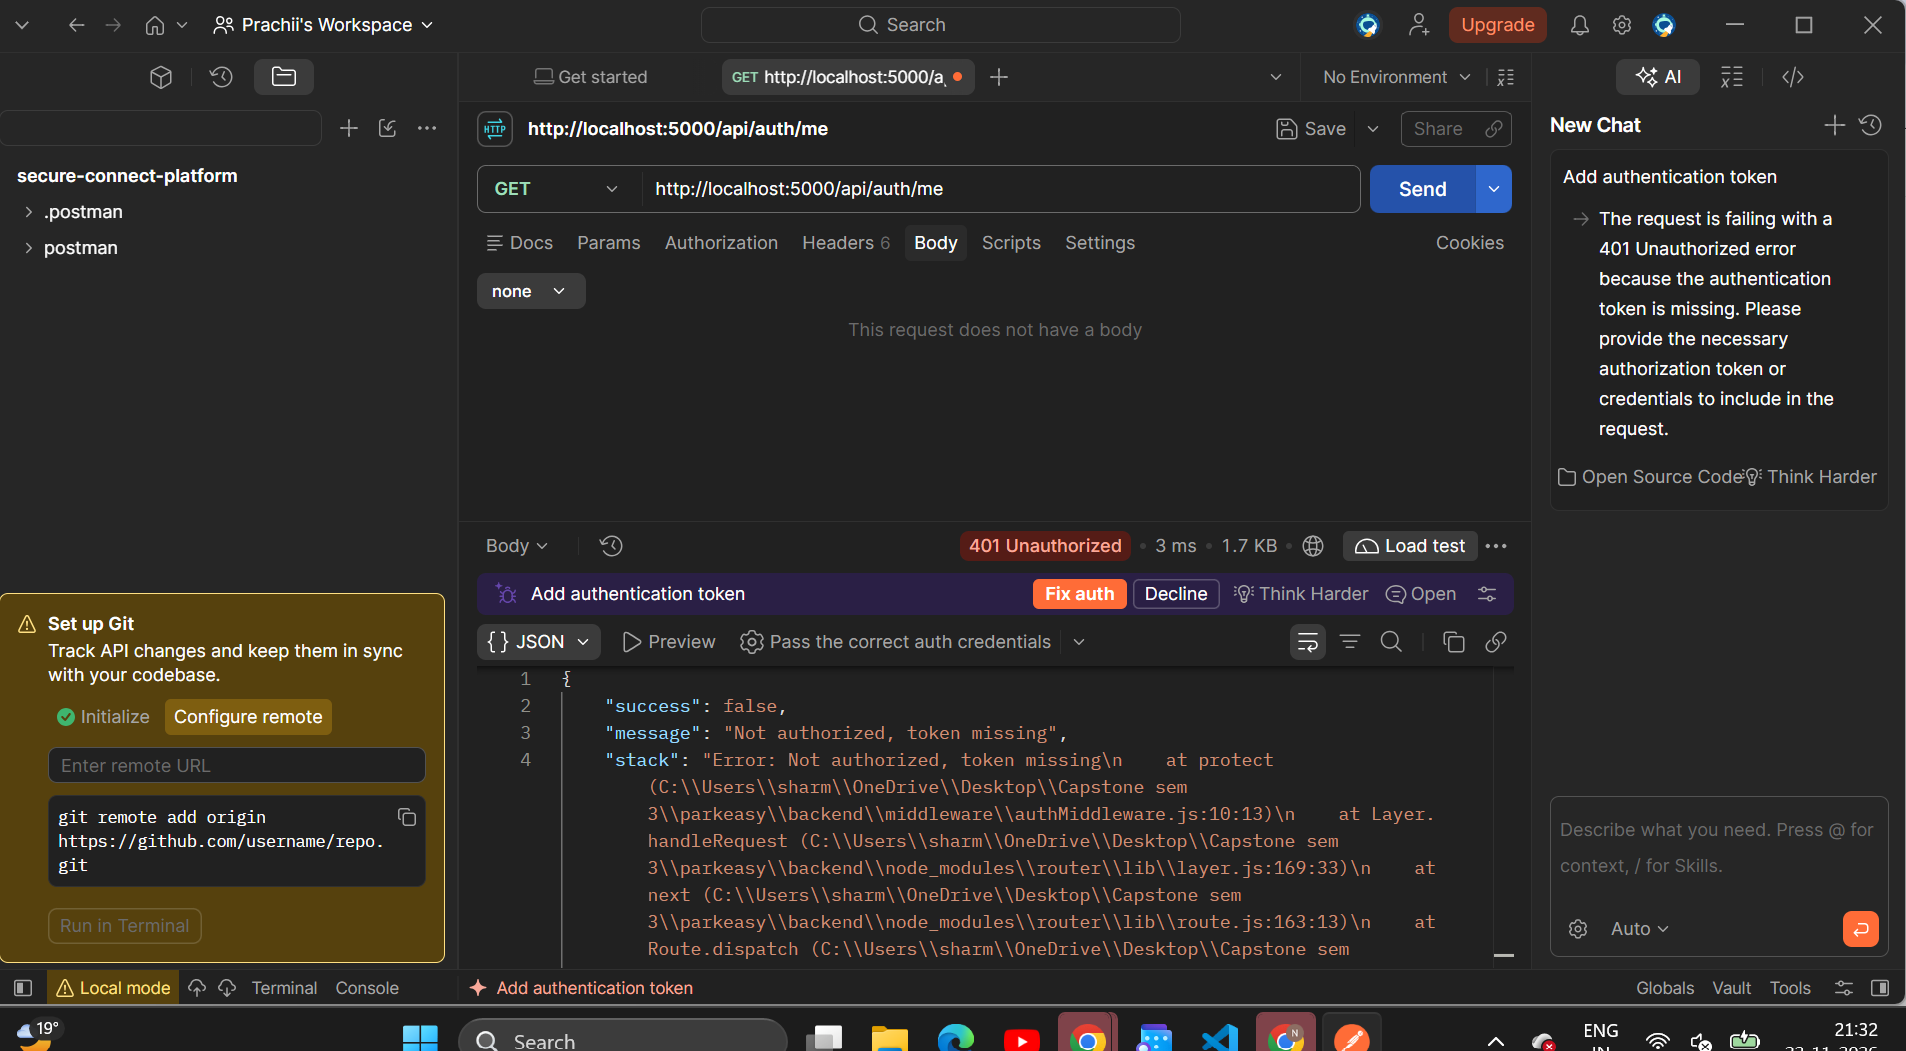 Prachii's Workspace
Search
Upgrade
Get started
GET http://localhost:5000/a
No Environment
AI
secure-connect-platform
.postman
postman
HTTP
http://localhost:5000/api/auth/me
Save
Share
GET
http://localhost:5000/api/auth/me
Send
Docs
Params
Authorization
Headers 6
Body
Scripts
Settings
Cookies
none
This request does not have a body
New Chat
Add authentication token
The request is failing with a
401 Unauthorized error
because the authentication
token is missing. Please
provide the necessary
authorization token or
credentials to include in the
request.
Open Source Code
Think Harder
Body
401 Unauthorized
3 ms
1.7 KB
Load test
Add authentication token
Fix auth
Decline
Think Harder
Open
{} JSON
Preview
Pass the correct auth credentials
1 {
2 "success": false,
3 "message": "Not authorized, token missing",
4 "stack": "Error: Not authorized, token missing\n    at protect
(C:\\Users\\sharm\\OneDrive\\Desktop\\Capstone sem
3\\parkeasy\\backend\\middleware\\authMiddleware.js:10:13)\n    at Layer.
handleRequest (C:\\Users\\sharm\\OneDrive\\Desktop\\Capstone sem
3\\parkeasy\\backend\\node_modules\\router\\lib\\layer.js:169:33)\n    at
next (C:\\Users\\sharm\\OneDrive\\Desktop\\Capstone sem
3\\parkeasy\\backend\\node_modules\\router\\lib\\route.js:163:13)\n    at
Route.dispatch (C:\\Users\\sharm\\OneDrive\\Desktop\\Capstone sem
Set up Git
Track API changes and keep them in sync
with your codebase.
Initialize
Configure remote
Enter remote URL
git remote add origin
https://github.com/username/repo.
git
Run in Terminal
Describe what you need. Press @ for
context, / for Skills.
Auto
Local mode
Terminal
Console
Add authentication token
Globals
Vault
Tools
19°
Search
N
ENG
21:32